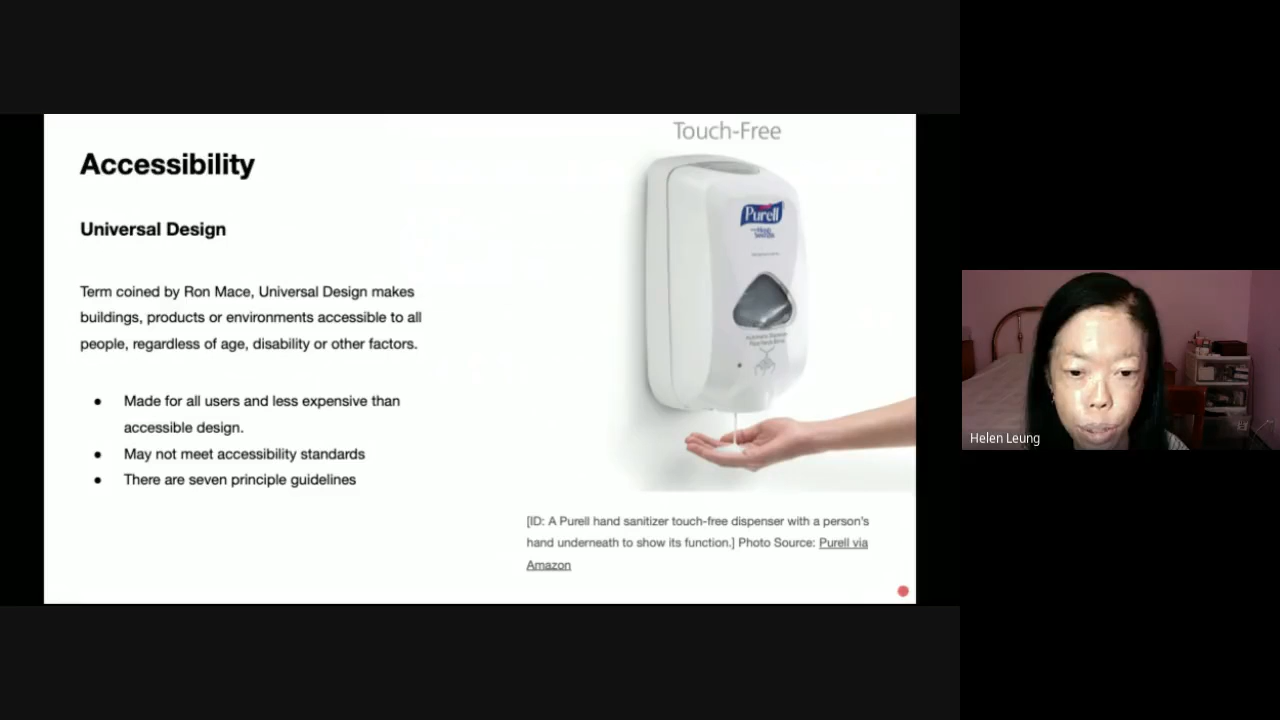 Touch-Free
Accessibility
Universal Design
Term coined by Ron Mace, Universal Design makes
buildings, products or environments accessible to all
people, regardless of age, disability or other factors.
● Made for all users and less expensive than
accessible design.
● May not meet accessibility standards
● There are seven principle guidelines
Purell
[ID: A Purell hand sanitizer touch-free dispenser with a person’s
hand underneath to show its function.] Photo Source: Purell via
Amazon
Helen Leung